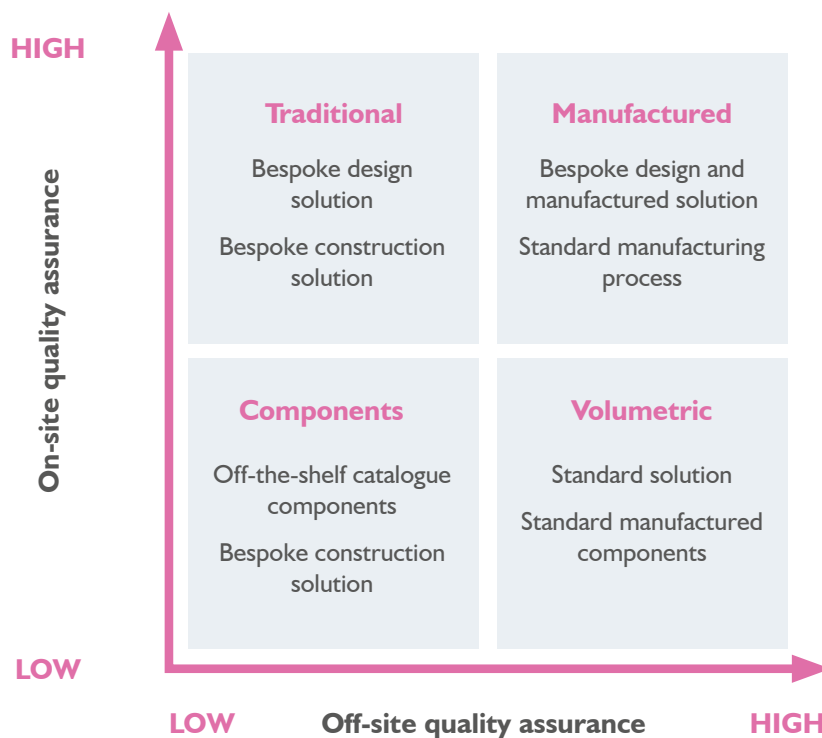 HIGH
On-site quality assurance
Traditional
Bespoke design
solution
Bespoke construction
solution
Manufactured
Bespoke design and
manufactured solution
Standard manufacturing
process
Components
Off-the-shelf catalogue
components
Bespoke construction
solution
Volumetric
Standard solution
Standard manufactured
components
LOW
LOW
Off-site quality assurance
HIGH